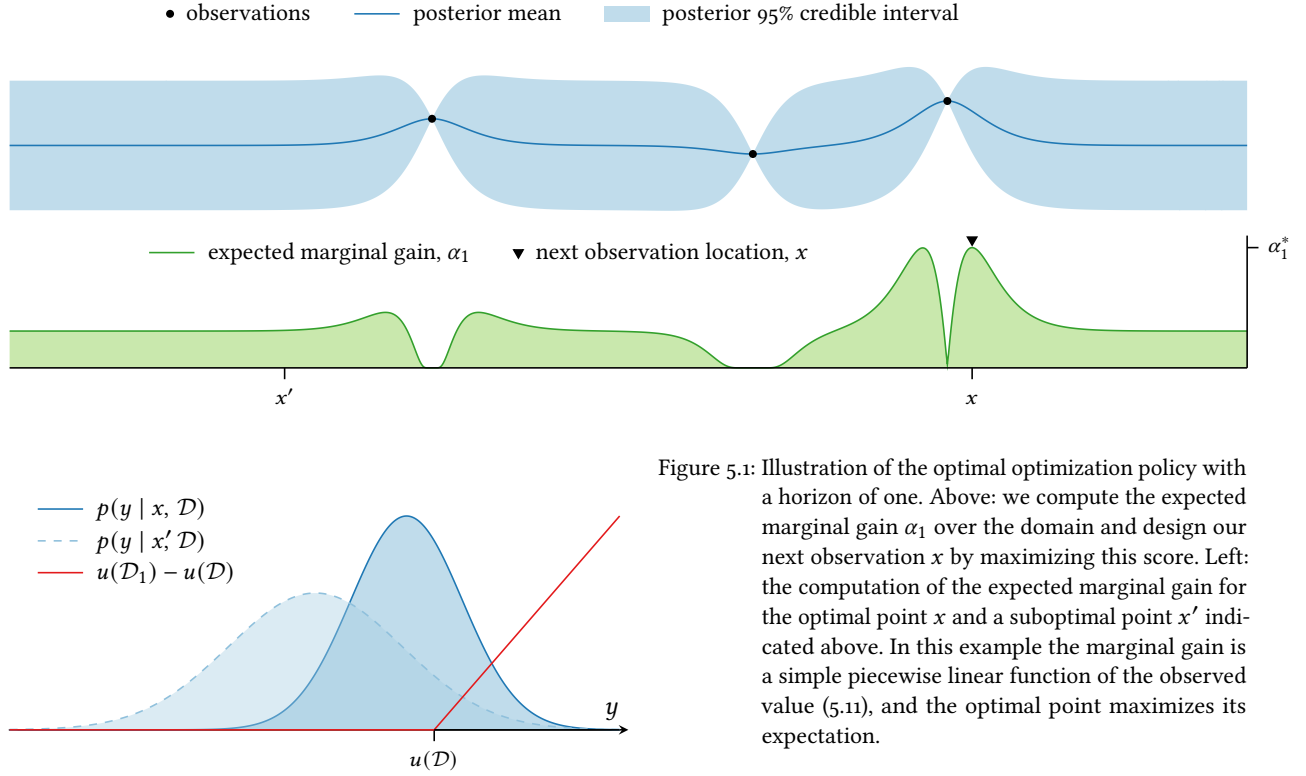 observations posterior mean posterior 95% credible interval
expected marginal gain, α₁ next observation location, x
α₁*
x′ x
p(y | x, 𝒟)
p(y | x′, 𝒟)
u(𝒟₁) − u(𝒟)
y
u(𝒟)
Figure 5.1: Illustration of the optimal optimization policy with
a horizon of one. Above: we compute the expected
marginal gain α₁ over the domain and design our
next observation x by maximizing this score. Left:
the computation of the expected marginal gain for
the optimal point x and a suboptimal point x′ indi-
cated above. In this example the marginal gain is
a simple piecewise linear function of the observed
value (5.11), and the optimal point maximizes its
expectation.